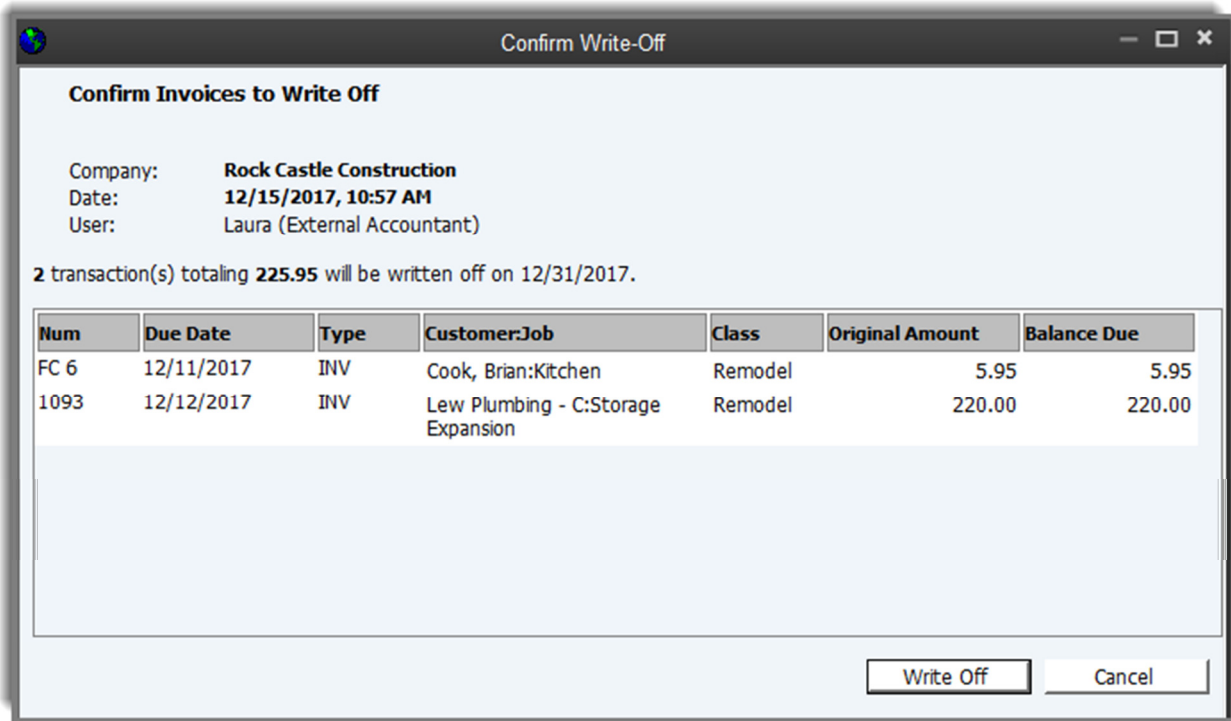 Confirm Write-Off
Confirm Invoices to Write Off
Company: Rock Castle Construction
Date: 12/15/2017, 10:57 AM
User: Laura (External Accountant)
2 transaction(s) totaling 225.95 will be written off on 12/31/2017.
Num Due Date Type Customer:Job Class Original Amount Balance Due
FC 6 12/11/2017 INV Cook, Brian:Kitchen Remodel 5.95 5.95
1093 12/12/2017 INV Lew Plumbing - C:Storage Remodel 220.00 220.00
Expansion
Write Off Cancel